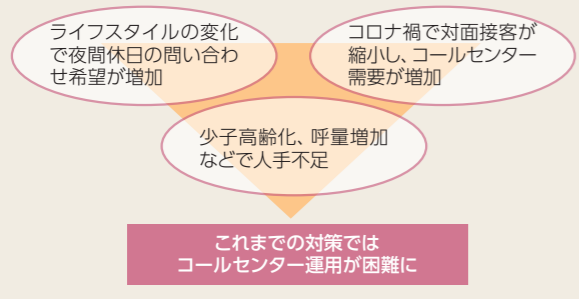 ライフスタイルの変化
で夜間休日の問い合わ
せ希望が増加
コロナ禍で対面接客が
縮小し、コールセンター
需要が増加
少子高齢化、呼量増加
などで人手不足
これまでの対策では
コールセンター運用が困難に